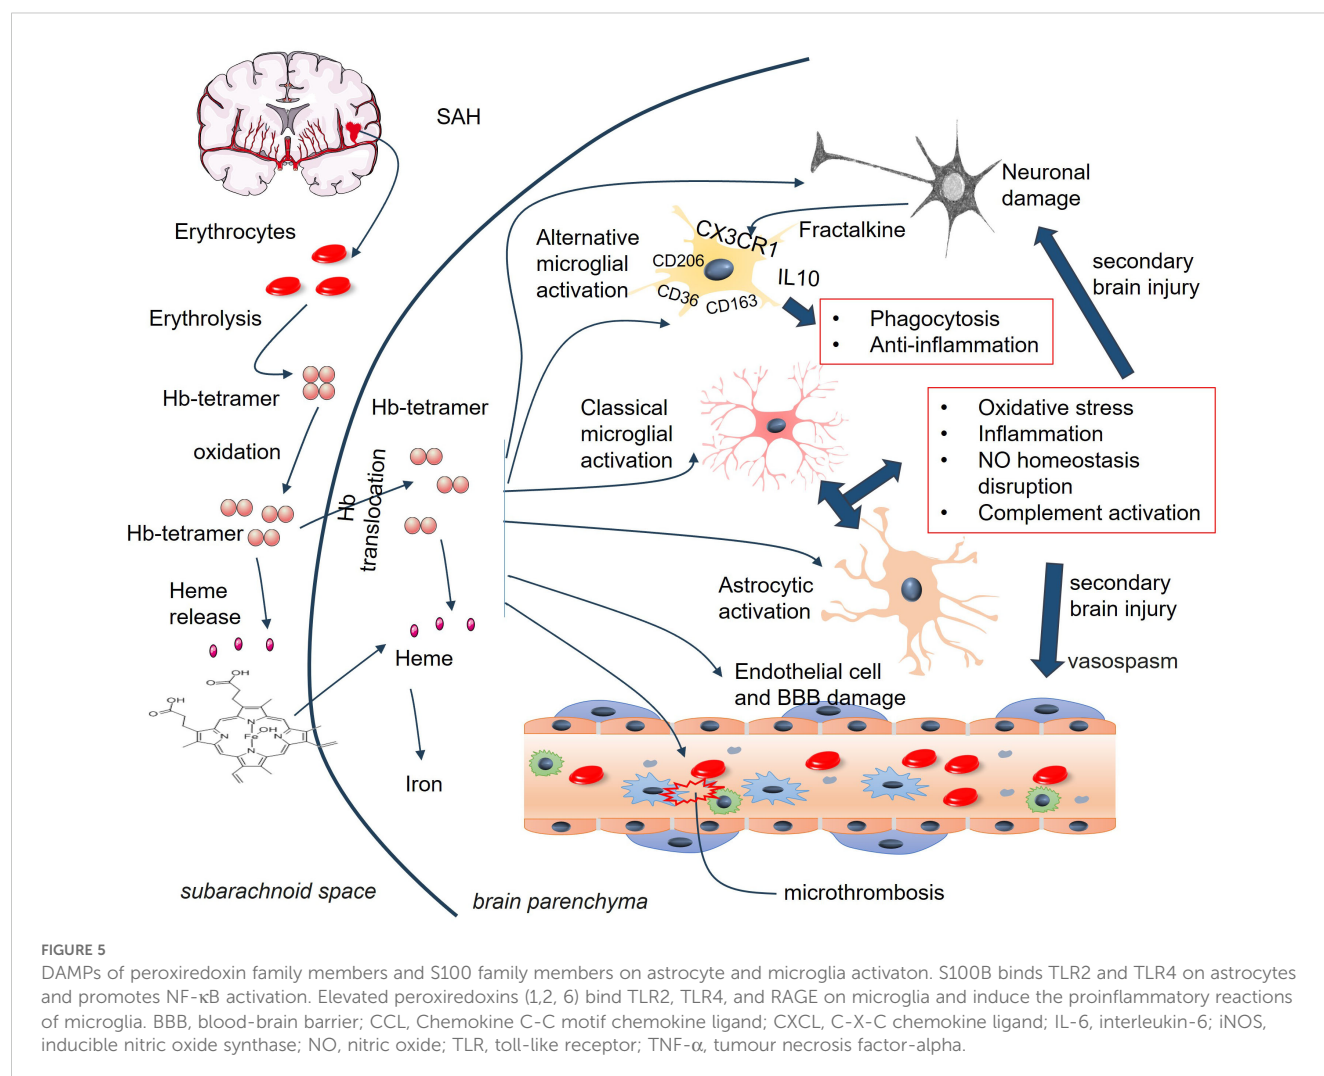 SAH
Erythrocytes
Erythrolysis
Hb-tetramer
oxidation
Hb-tetramer
Heme
release
OH
O
OH
O
N
N
Fe
OH
N
N
subarachnoid space
Hb-tetramer
Hb
translocation
Heme
Iron
brain parenchyma
Alternative
microglial
activation
CX3CR1
CD206
CD36
CD163
IL10
Fractalkine
Neuronal
damage
• Phagocytosis
• Anti-inflammation
secondary
brain injury
Classical
microglial
activation
• Oxidative stress
• Inflammation
• NO homeostasis
disruption
• Complement activation
Astrocytic
activation
secondary
brain injury
vasospasm
Endothelial cell
and BBB damage
microthrombosis
FIGURE 5
DAMPs of peroxiredoxin family members and S100 family members on astrocyte and microglia activaton. S100B binds TLR2 and TLR4 on astrocytes
and promotes NF-κB activation. Elevated peroxiredoxins (1,2, 6) bind TLR2, TLR4, and RAGE on microglia and induce the proinflammatory reactions
of microglia. BBB, blood-brain barrier; CCL, Chemokine C-C motif chemokine ligand; CXCL, C-X-C chemokine ligand; IL-6, interleukin-6; iNOS,
inducible nitric oxide synthase; NO, nitric oxide; TLR, toll-like receptor; TNF-α, tumour necrosis factor-alpha.